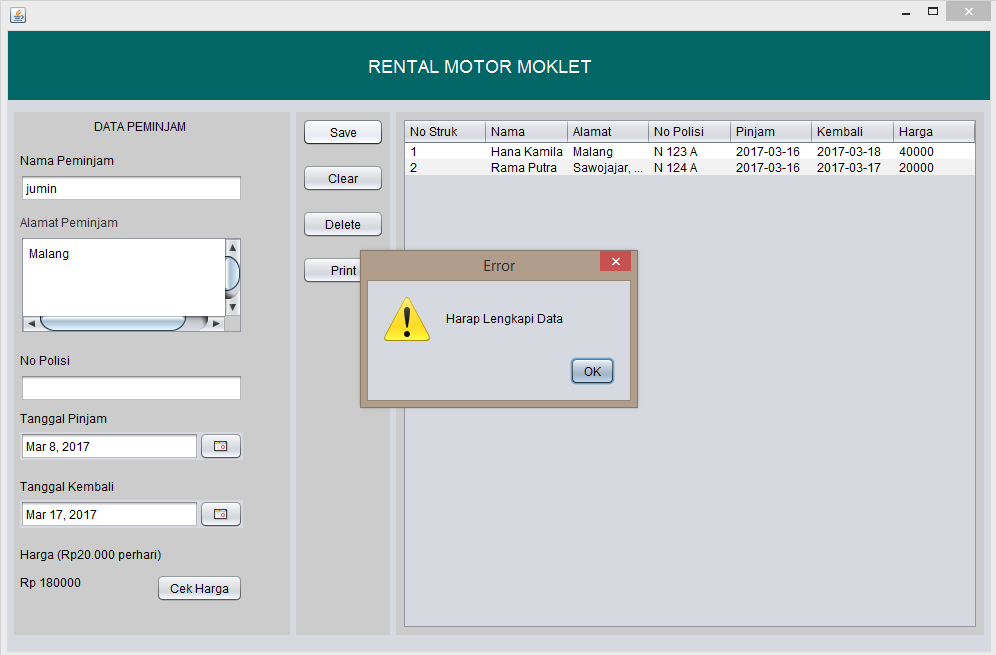 RENTAL MOTOR MOKLET
DATA PEMINJAM
Nama Peminjam
jumin
Alamat Peminjam
Malang
No Polisi
Tanggal Pinjam
Mar 8, 2017
Tanggal Kembali
Mar 17, 2017
Harga (Rp20.000 perhari)
Rp 180000
Cek Harga
Save
Clear
Delete
Print
No Struk Nama Alamat No Polisi Pinjam Kembali Harga
1 Hana Kamila Malang N 123 A 2017-03-16 2017-03-18 40000
2 Rama Putra Sawojajar, ... N 124 A 2017-03-16 2017-03-17 20000
Error
Harap Lengkapi Data
OK